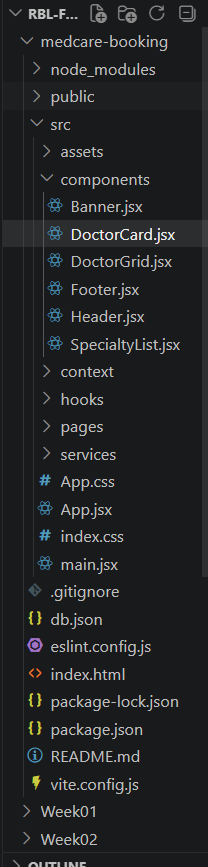 RBL-F...
medcare-booking
node_modules
public
src
assets
components
Banner.jsx
DoctorCard.jsx
DoctorGrid.jsx
Footer.jsx
Header.jsx
SpecialtyList.jsx
context
hooks
pages
services
# App.css
App.jsx
# index.css
main.jsx
.gitignore
{} db.json
eslint.config.js
<> index.html
{} package-lock.json
{} package.json
README.md
vite.config.js
Week01
Week02
OUTLINE